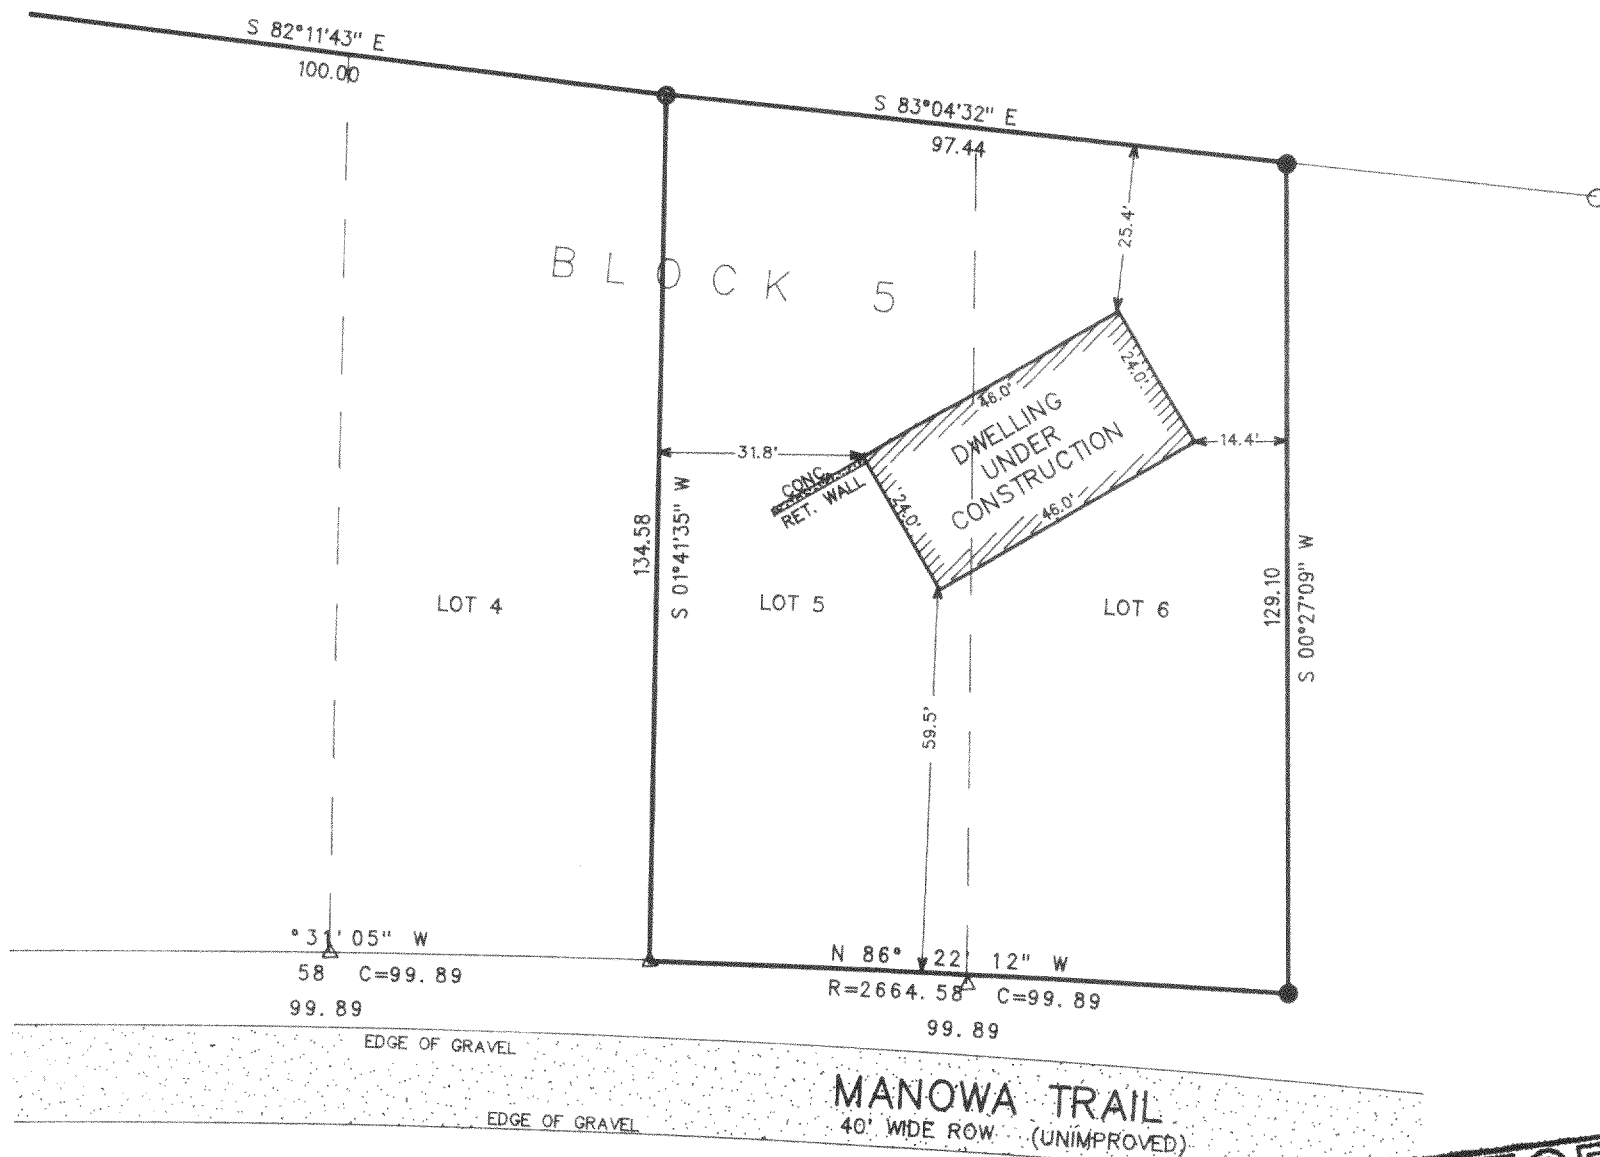 S 82°11'43" E
100.00
S 83°04'32" E
97.44
25.4'
BLOCK 5
46.0'
24.0'
DWELLING
UNDER
CONSTRUCTION
31.8'
14.4'
CONC.
RET. WALL
24.0'
46.0'
134.58
S 01°41'35" W
129.10
S 00°27'09" W
LOT 4
LOT 5
LOT 6
59.5'
°31'05" W
58 C=99.89
99.89
N 86° 22' 12" W
R=2664.58 C=99.89
99.89
EDGE OF GRAVEL
MANOWA TRAIL
EDGE OF GRAVEL
40' WIDE ROW (UNIMPROVED)